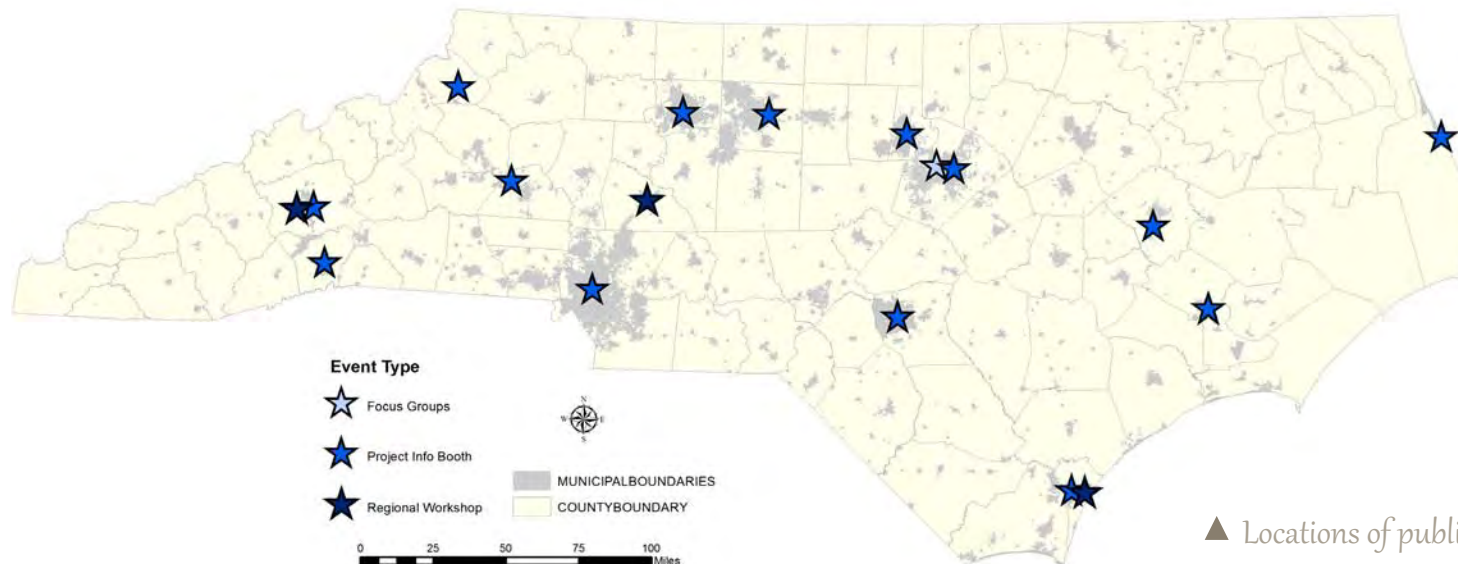 Event Type
Focus Groups
Project Info Booth
Regional Workshop
N
W E
S
MUNICIPALBOUNDARIES
COUNTYBOUNDARY
0 25 50 75 100
Miles
▲ Locations of publi